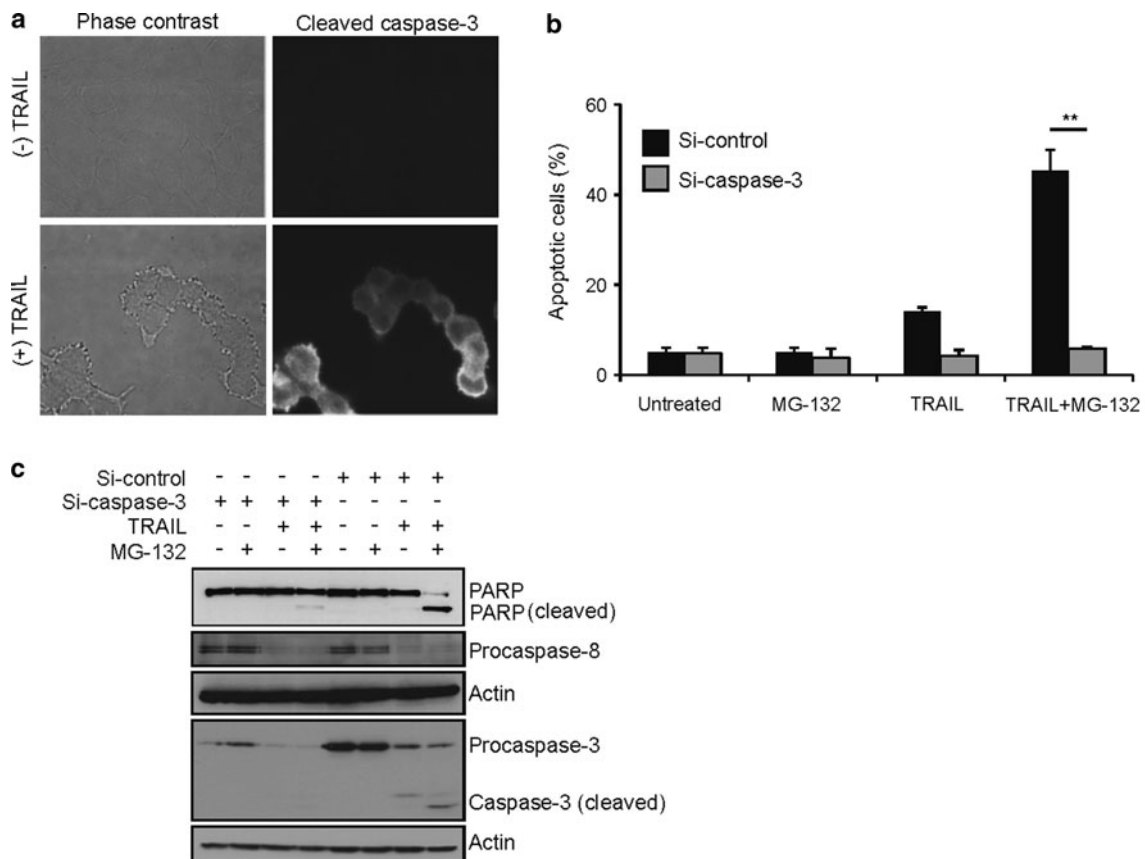 a
Phase contrast
Cleaved caspase-3
(-) TRAIL
(+) TRAIL
b
60
40
20
0
Apoptotic cells (%)
Si-control
Si-caspase-3
**
Untreated
MG-132
TRAIL
TRAIL+MG-132
c
Si-control - - - - + + + +
Si-caspase-3 + + + + - - - -
TRAIL - - + + - - + +
MG-132 - + - + - + - +
PARP
PARP (cleaved)
Procaspase-8
Actin
Procaspase-3
Caspase-3 (cleaved)
Actin